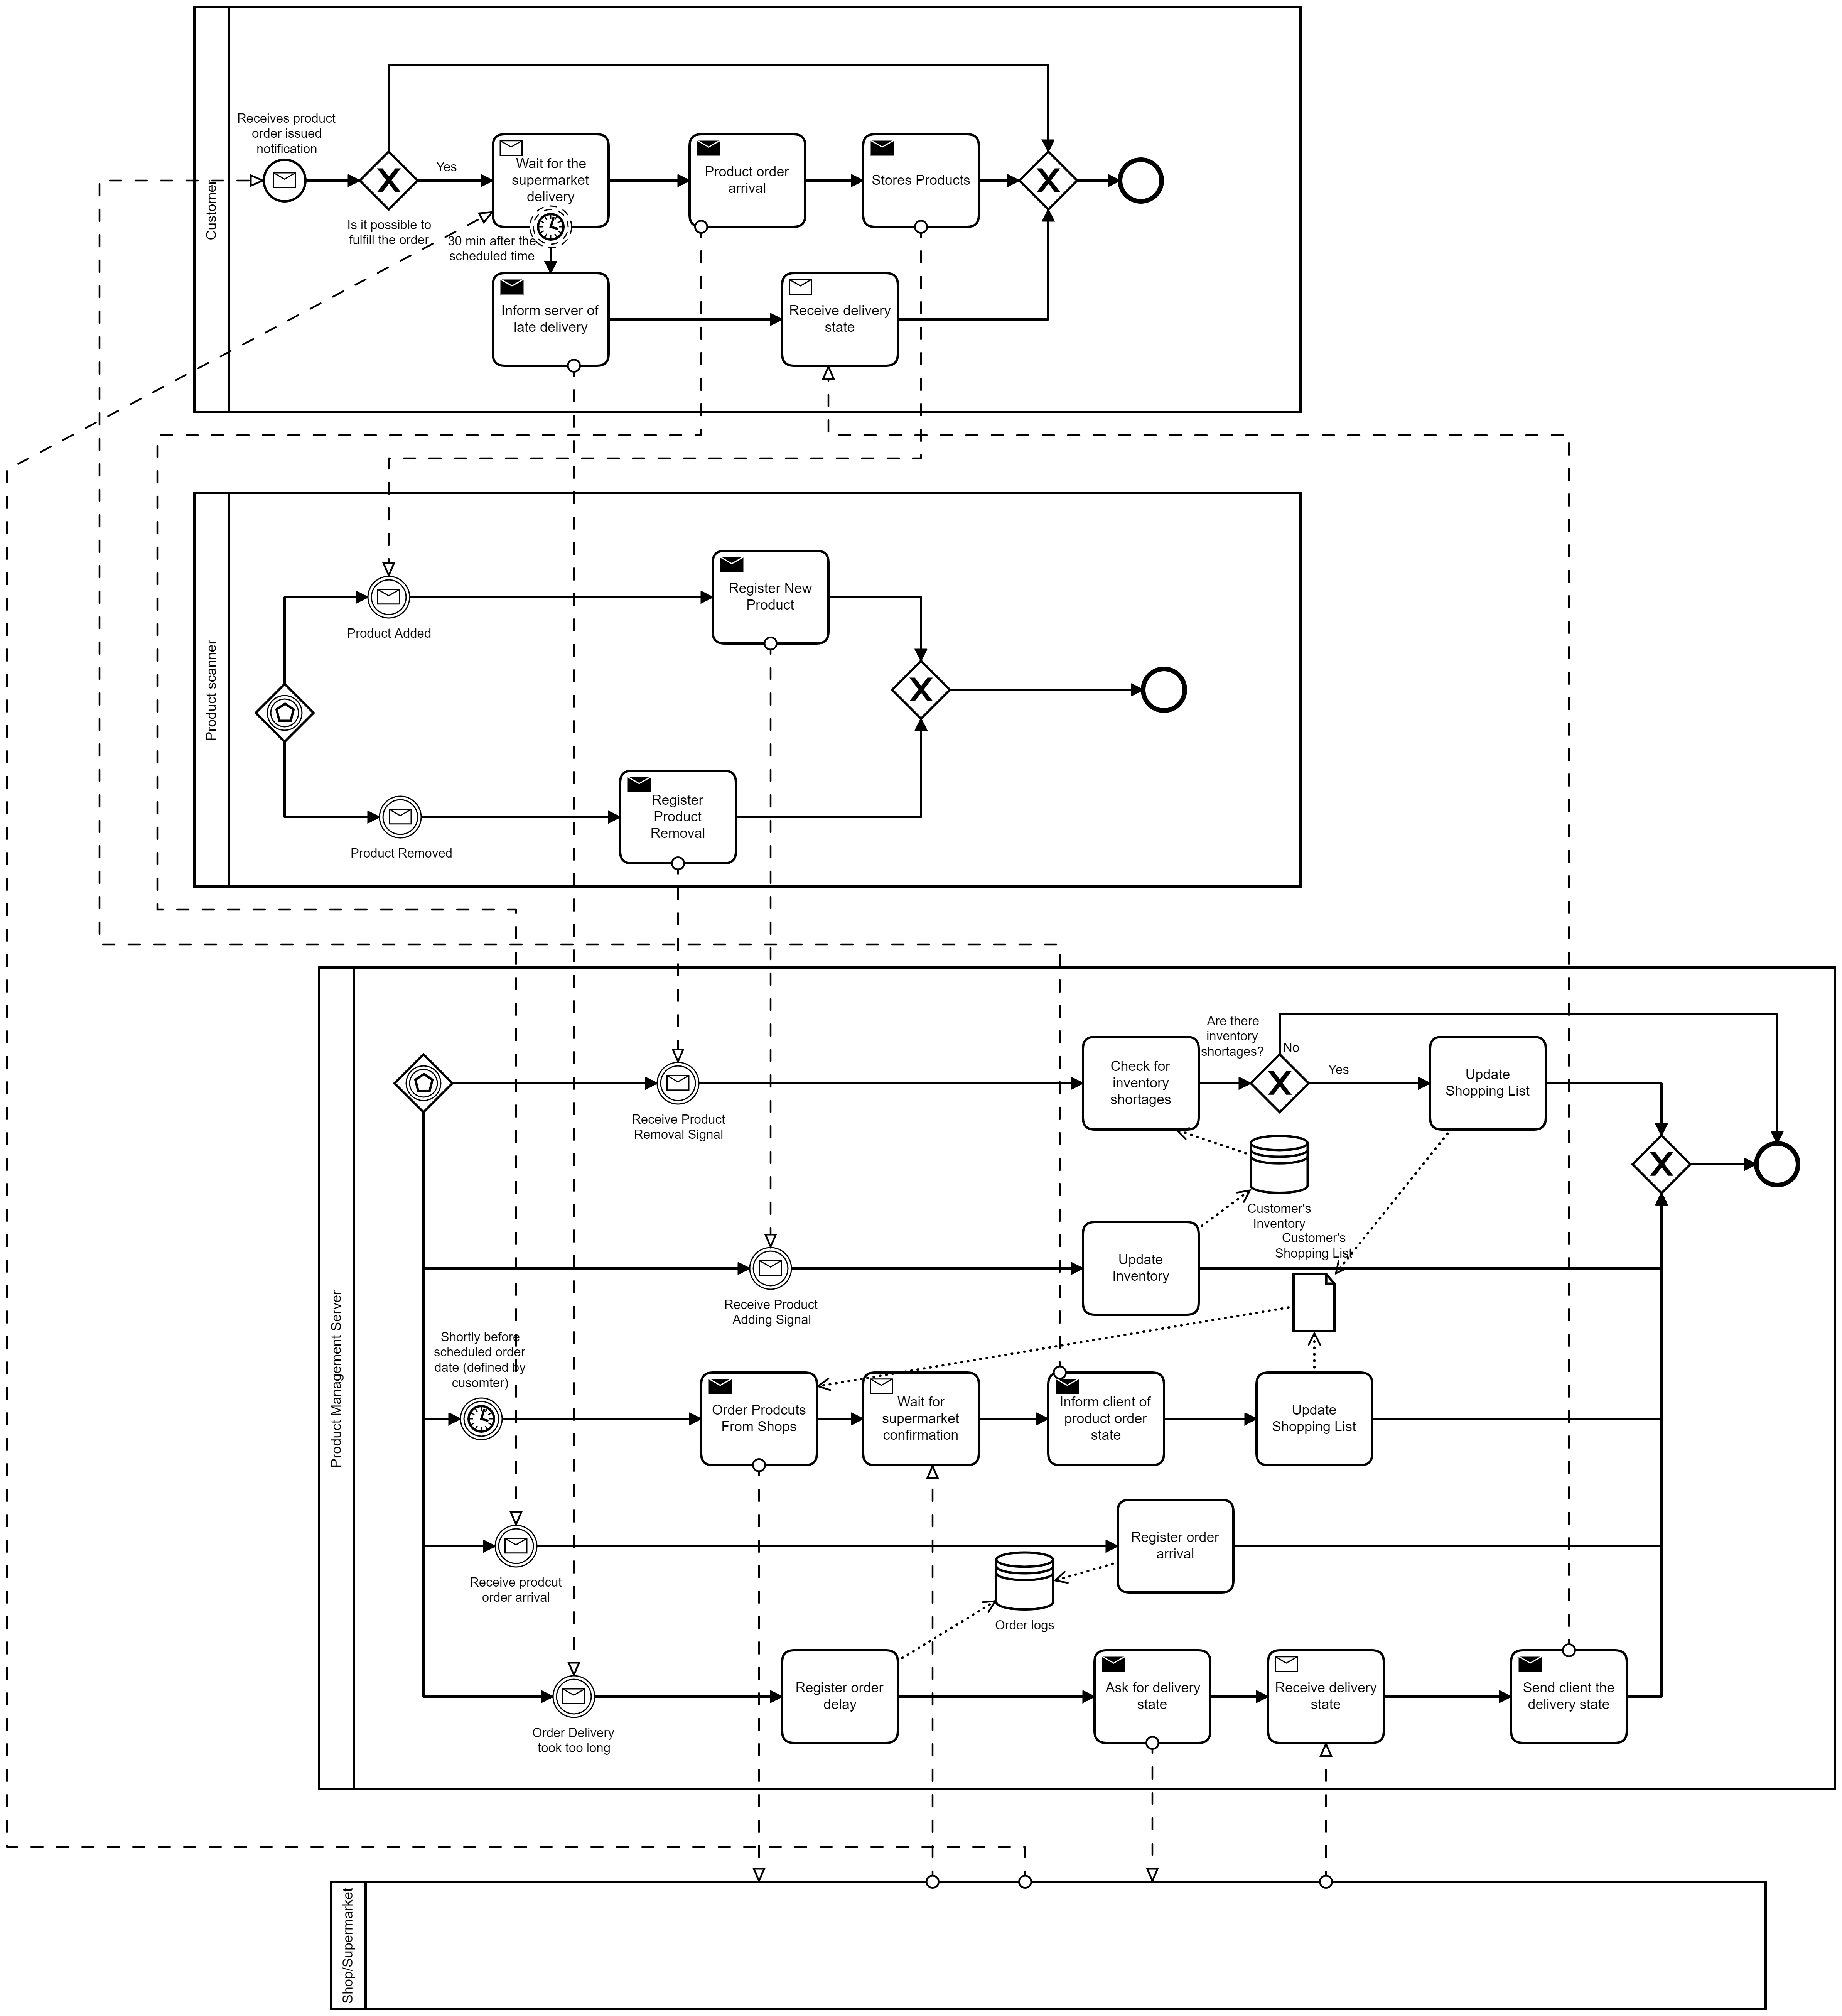 Customer
Receives product
order issued
notification
Is it possible to
fulfill the order
Yes
Wait for the
supermarket
delivery
30 min after the
scheduled time
Product order
arrival
Stores Products
Inform server of
late delivery
Receive delivery
state
Product scanner
Product Added
Register New
Product
Product Removed
Register
Product
Removal
Product Management Server
Receive Product
Removal Signal
Check for
inventory
shortages
Are there
inventory
shortages?
No
Yes
Update
Shopping List
Customer's
Inventory
Customer's
Shopping List
Receive Product
Adding Signal
Update
Inventory
Shortly before
scheduled order
date (defined by
cusomter)
Order Prodcuts
From Shops
Wait for
supermarket
confirmation
Inform client of
product order
state
Update
Shopping List
Receive prodcut
order arrival
Register order
arrival
Order logs
Order Delivery
took too long
Register order
delay
Ask for delivery
state
Receive delivery
state
Send client the
delivery state
Shop/Supermarket